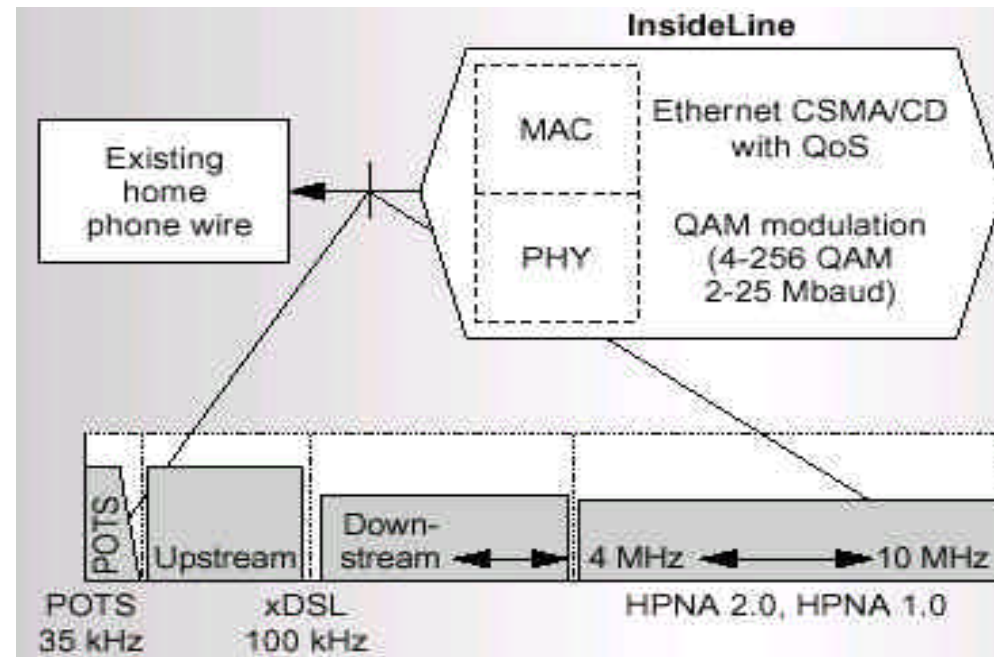 InsideLine
MAC
Ethernet CSMA/CD
with QoS
Existing
home
phone wire
PHY
QAM modulation
(4-256 QAM
2-25 Mbaud)
POTS
Upstream
Down-
stream
4 MHz
10 MHz
POTS
35 kHz
xDSL
100 kHz
HPNA 2.0, HPNA 1.0